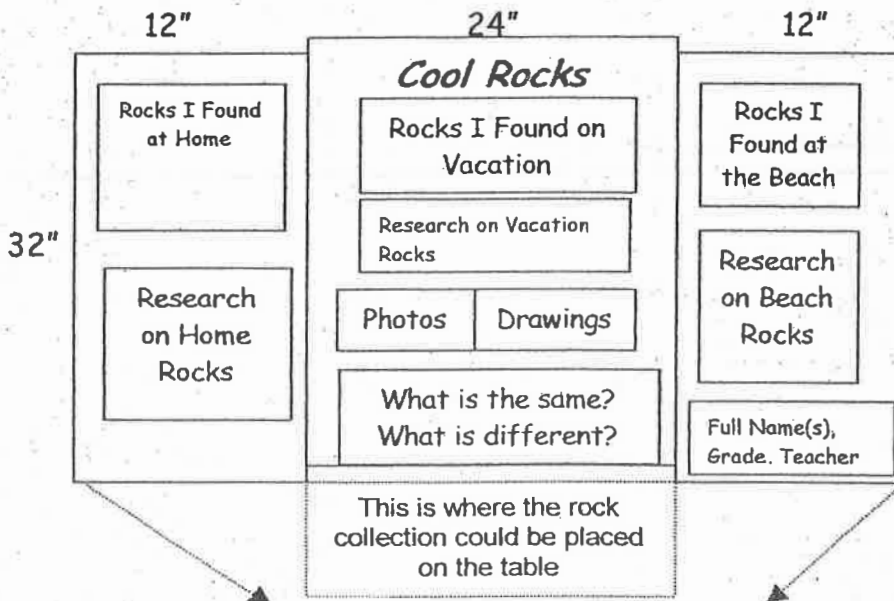 12"
24"
12"
32"
Rocks I Found
at Home
Research
on Home
Rocks
Cool Rocks
Rocks I Found on
Vacation
Research on Vacation
Rocks
Photos
Drawings
What is the same?
What is different?
This is where the rock
collection could be placed
on the table
Rocks I
Found at
the Beach
Research
on Beach
Rocks
Full Name(s),
Grade. Teacher